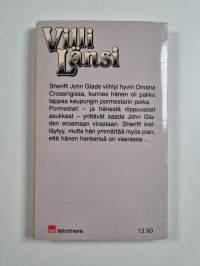 Villi
Länsi
Sheriffi John Glade viihtyi hyvin Omaha
Crossingissa, kunnes hänen oli pakko
tappaa kaupungin pormestarin poika.
Pormestari – ja hänestä riippuvaiset
asukkaat – yrittävät saada John Gla-
den eroamaan virastaan. Sheriffi kiel-
täytyy, mutta hän ymmärtää myös pian,
että hänen henkensä on vaarassa ...
Winthers
13.90